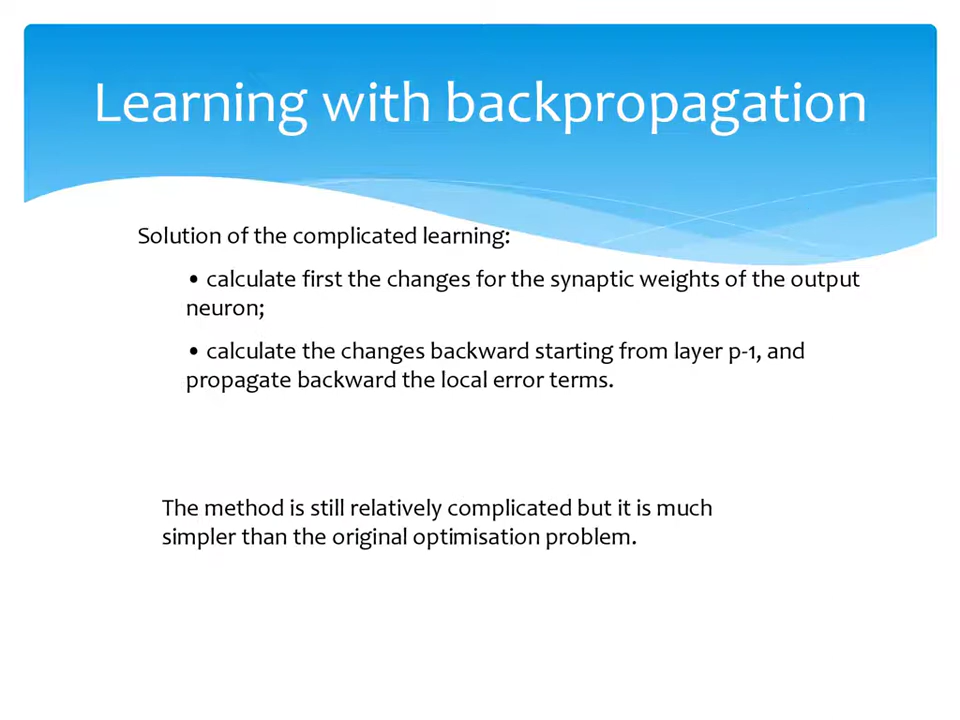 Learning with backpropagation
Solution of the complicated learning:
• calculate first the changes for the synaptic weights of the output
neuron;
• calculate the changes backward starting from layer p-1, and
propagate backward the local error terms.
The method is still relatively complicated but it is much
simpler than the original optimisation problem.